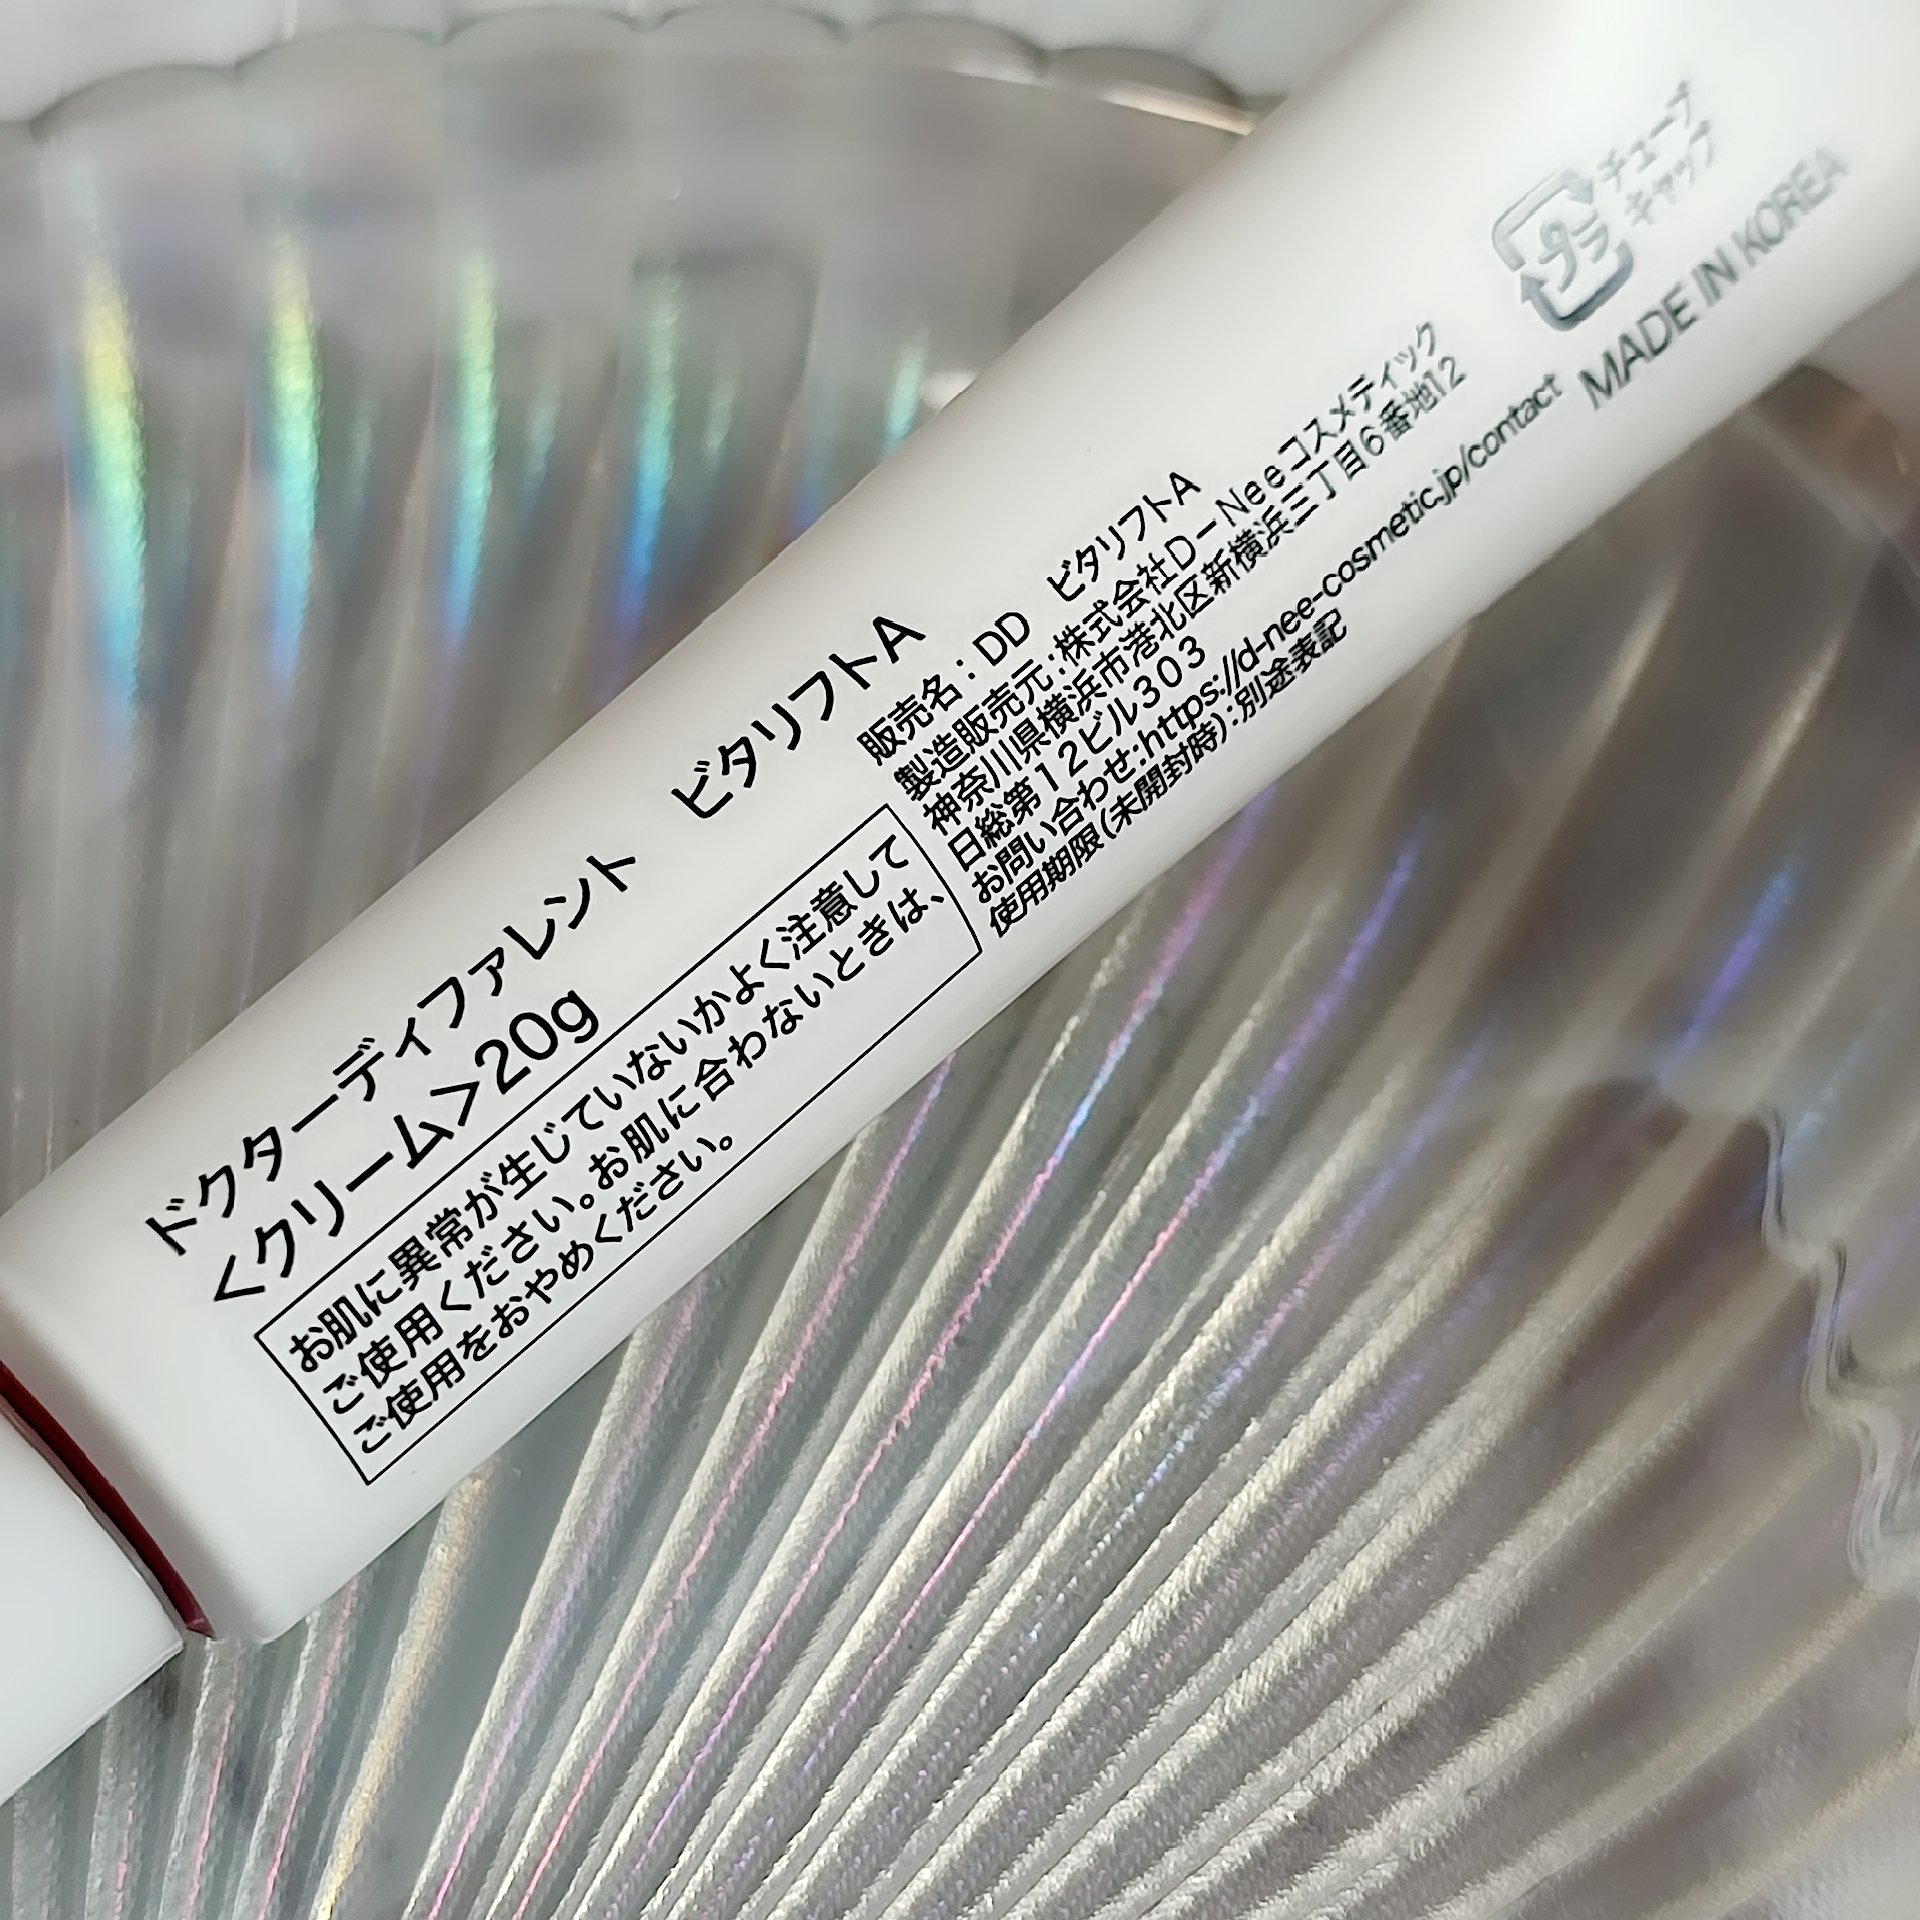 ドクターディファレント　ビタリフトA
<クリーム>20g
お肌に異常が生じていないかよく注意して
ご使用ください。お肌に合わないときは、
ご使用をおやめください。
販売名：DD　ビタリフトA
製造販売元：株式会社D－Neeコスメティック
神奈川県横浜市港北区新横浜三丁目6番地12
日総第12ビル303
お問い合わせ:https://d-nee-cosmetic.jp/contact
使用期限(未開封時)：別途表記
プラ
チューブ
キャップ
MADE IN KOREA